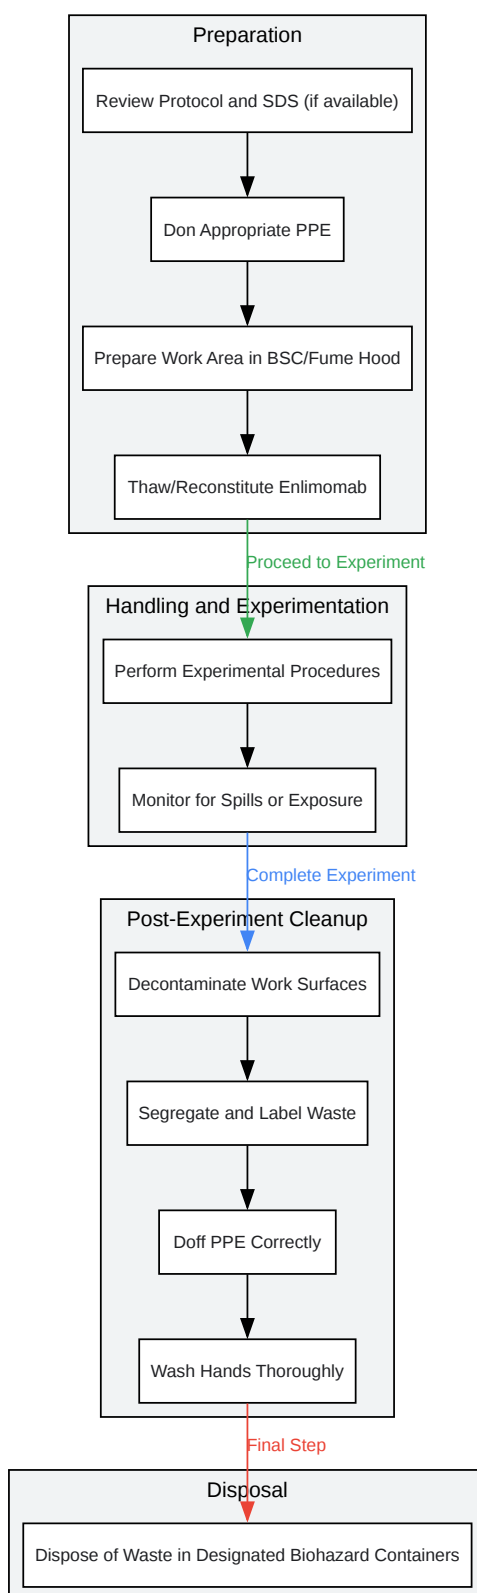 Preparation
Review Protocol and SDS (if available)
Don Appropriate PPE
Prepare Work Area in BSC/Fume Hood
Thaw/Reconstitute Enlimomab
Proceed to Experiment
Handling and Experimentation
Perform Experimental Procedures
Monitor for Spills or Exposure
Complete Experiment
Post-Experiment Cleanup
Decontaminate Work Surfaces
Segregate and Label Waste
Doff PPE Correctly
Wash Hands Thoroughly
Final Step
Disposal
Dispose of Waste in Designated Biohazard Containers